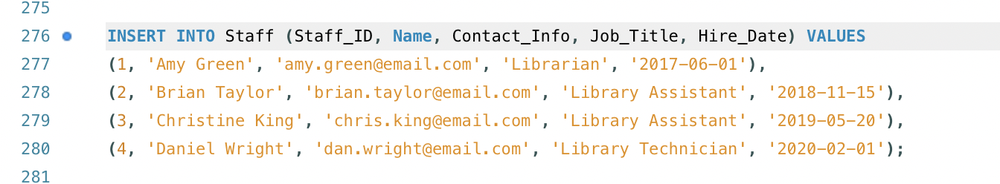 275
276 INSERT INTO Staff (Staff_ID, Name, Contact_Info, Job_Title, Hire_Date) VALUES
277 (1, 'Amy Green', 'amy.green@email.com', 'Librarian', '2017-06-01'),
278 (2, 'Brian Taylor', 'brian.taylor@email.com', 'Library Assistant', '2018-11-15'),
279 (3, 'Christine King', 'chris.king@email.com', 'Library Assistant', '2019-05-20'),
280 (4, 'Daniel Wright', 'dan.wright@email.com', 'Library Technician', '2020-02-01');
281